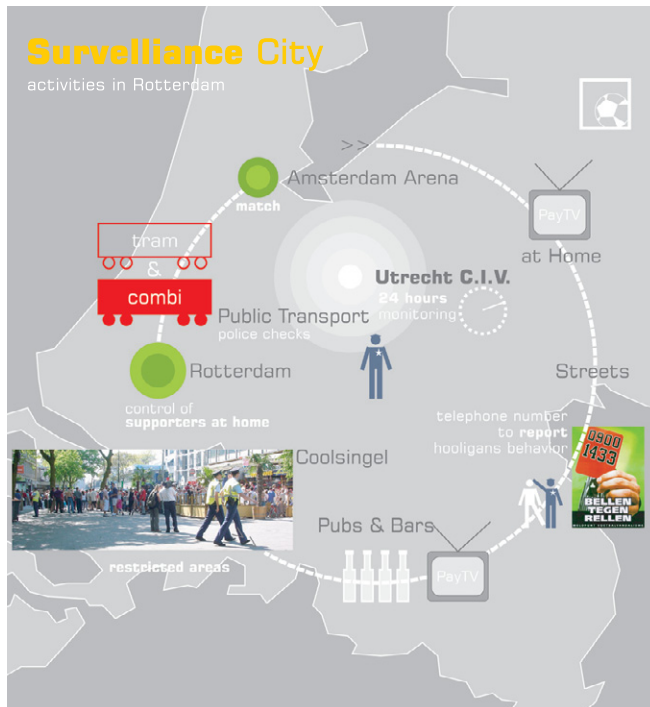 Survelliance City
activities in Rotterdam
>>
Amsterdam Arena
match
PayTV
at Home
tram
&
combi
Utrecht C.I.V.
24 hours
monitoring
Public Transport
police checks
Rotterdam
Streets
control of
supporters at home
telephone number
to report
hooligans behavior
0900
1433
BELLEN
TEGEN
RELLEN
Coolsingel
Pubs & Bars
restricted areas
PayTV